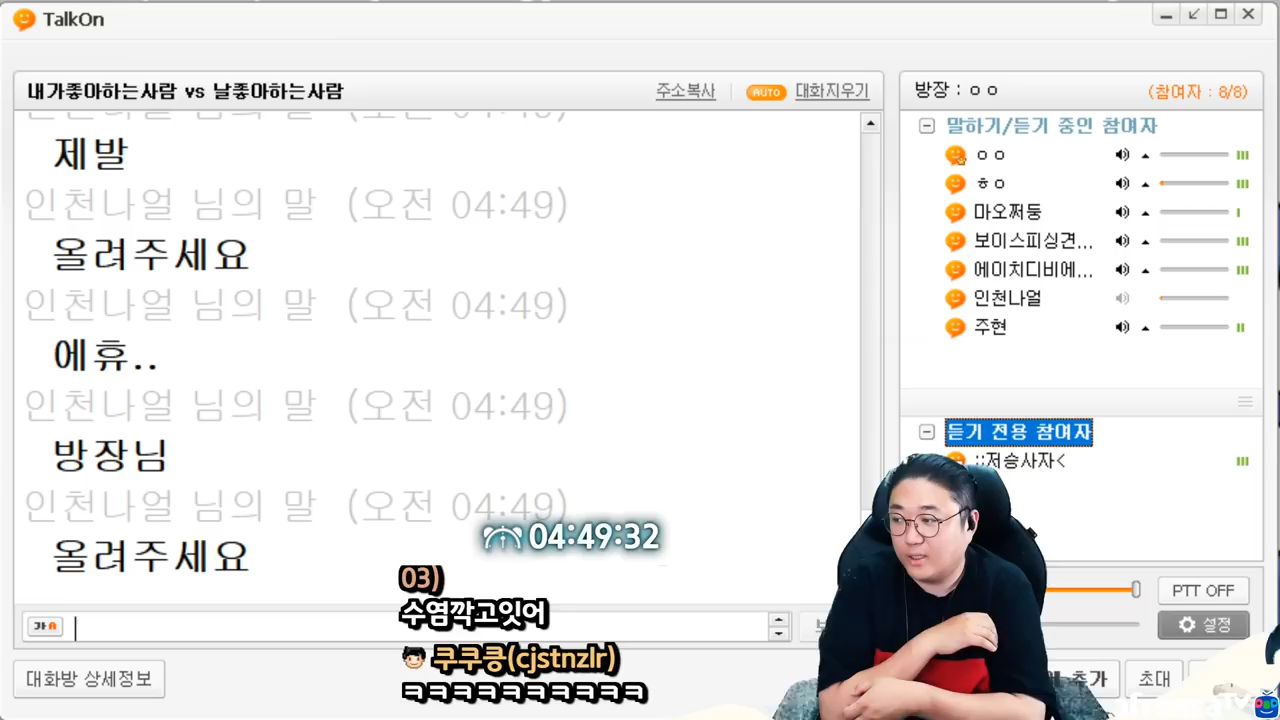 TalkOn
내가좋아하는사람 vs 날좋아하는사람
주소복사
AUTO
대화지우기
제발
인천나얼 님의 말 (오전 04:49)
올려주세요
인천나얼 님의 말 (오전 04:49)
에휴..
인천나얼 님의 말 (오전 04:49)
방장님
인천나얼 님의 말 (오전 04:49)
올려주세요
방장 : ㅇㅇ
(참여자 : 8/8)
말하기/듣기 중인 참여자
ㅇㅇ
ㅎㅇ
마오쩌둥
보이스피싱견...
에이치디비에...
인천나얼
주현
듣기 전용 참여자
;;저승사자<
04:49:32
03)
수염깍고잇어
쿠쿠킁(cjstnzlr)
ㅋㅋㅋㅋㅋㅋㅋㅋㅋㅋ
PTT OFF
설정
대화방 상세정보
추가
초대